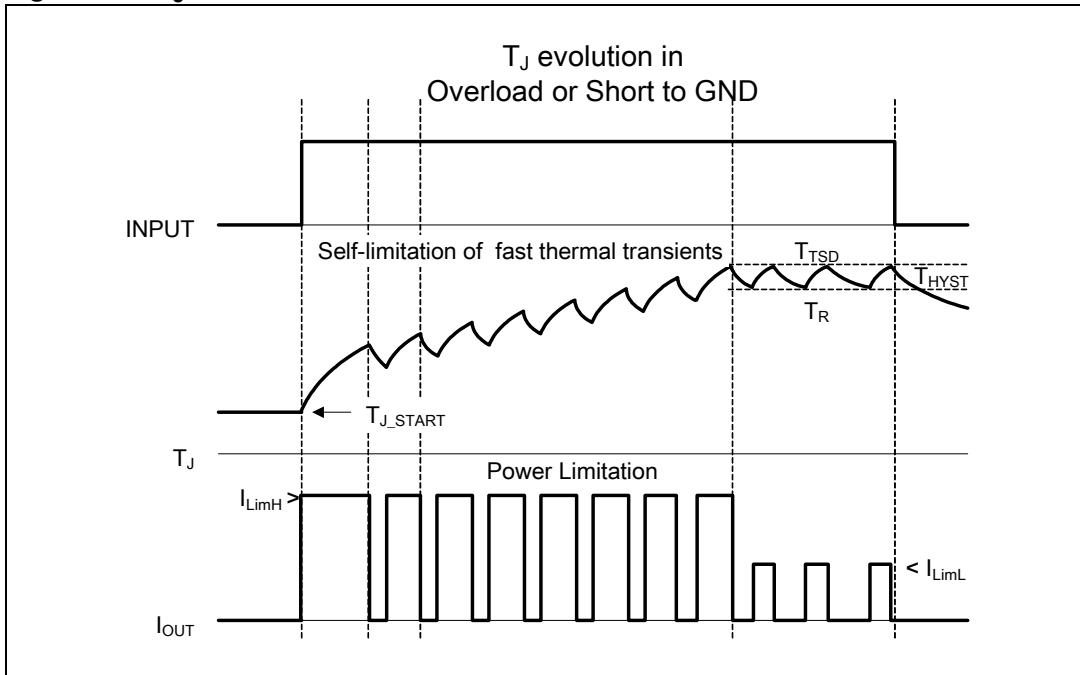 T_J evolution in
Overload or Short to GND
INPUT
Self-limitation of fast thermal transients
T_TSD
T_HYST
T_R
T_J_START
T_J
Power Limitation
I_LimH >
< I_LimL
I_OUT